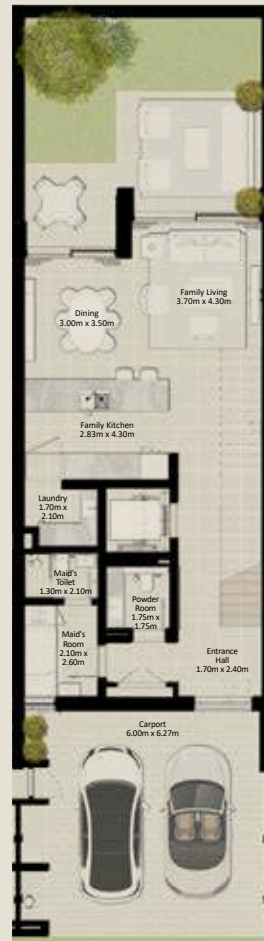 Family Living
3.70m x 4.30m
Dining
3.00m x 3.50m
Family Kitchen
2.83m x 4.30m
Laundry
1.70m x
2.10m
Maid's
Toilet
1.30m x 2.10m
Powder
Room
1.75m x
1.75m
Maid's
Room
2.10m x
2.60m
Entrance
Hall
1.70m x 2.40m
Carport
6.00m x 6.27m